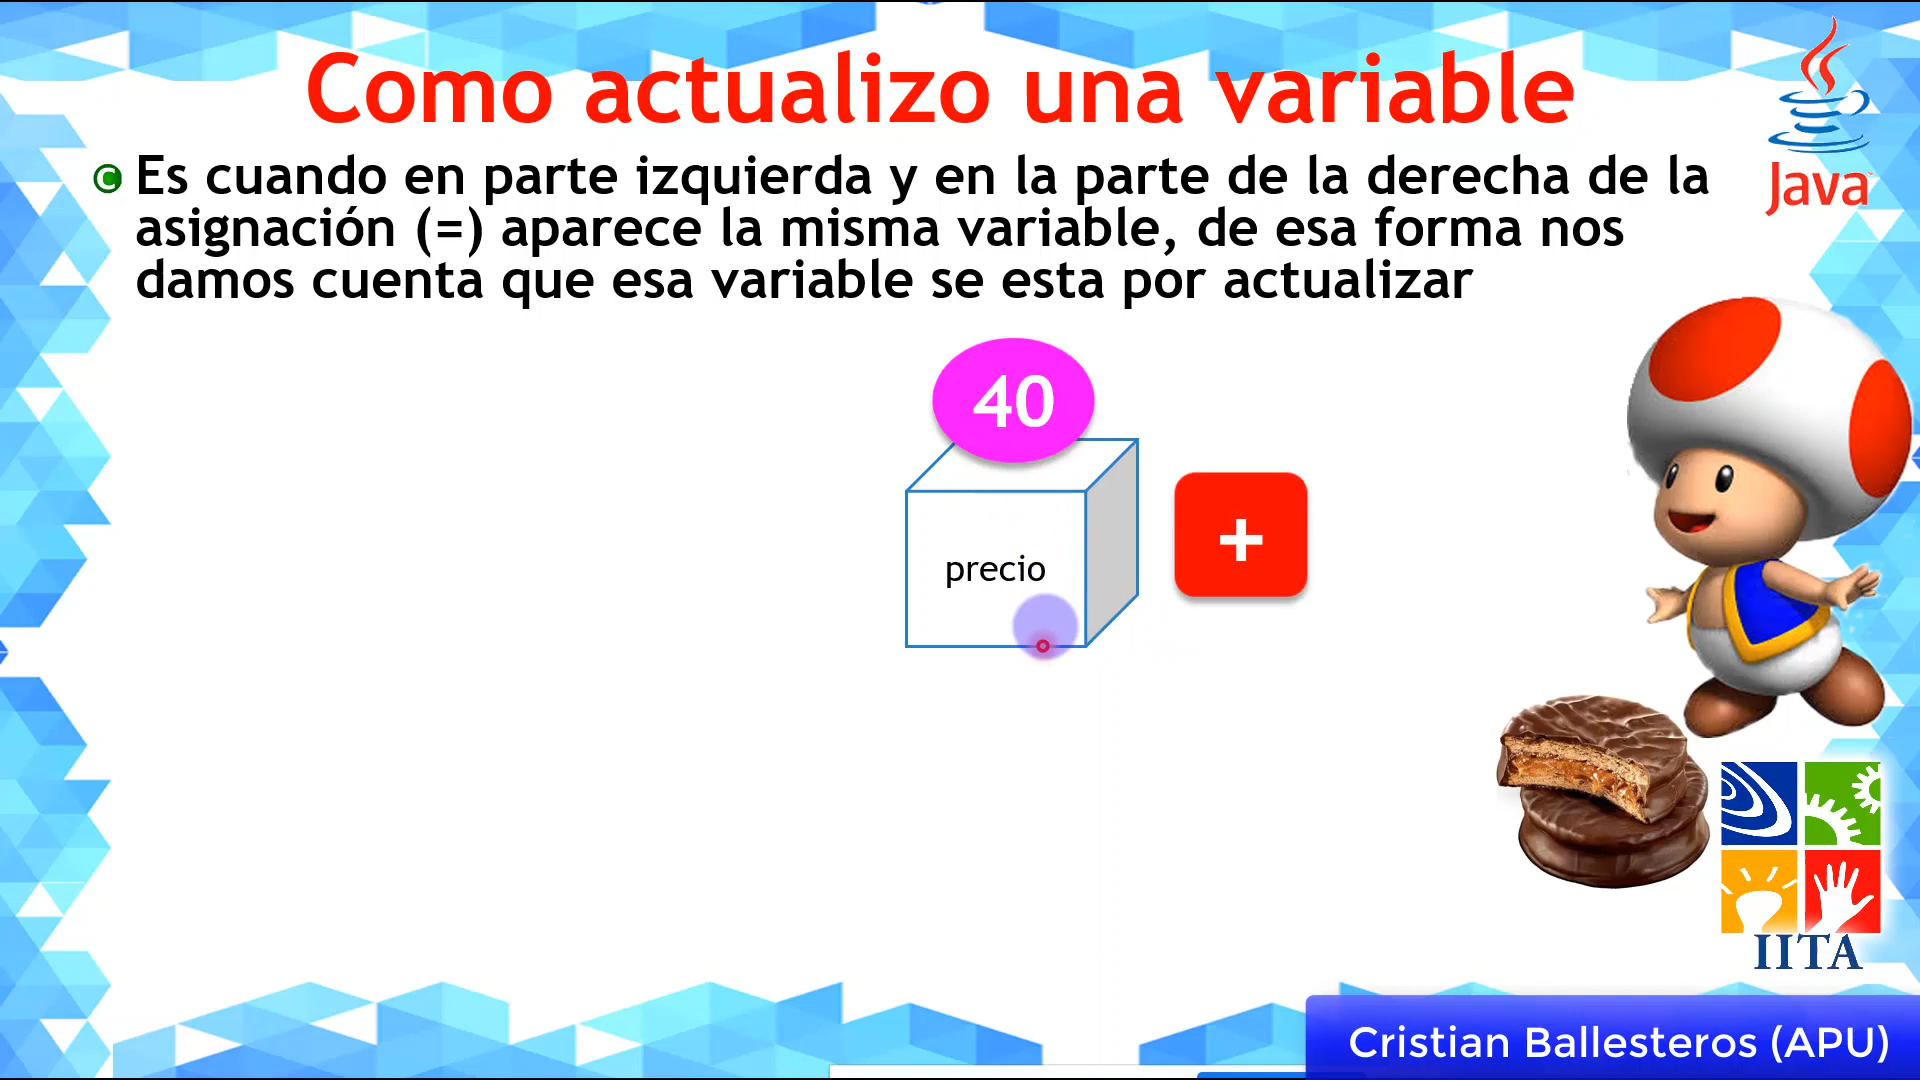 Como actualizo una variable
Es cuando en parte izquierda y en la parte de la derecha de la
asignación (=) aparece la misma variable, de esa forma nos
damos cuenta que esa variable se esta por actualizar
Java
40
precio
+
IITA
Cristian Ballesteros (APU)